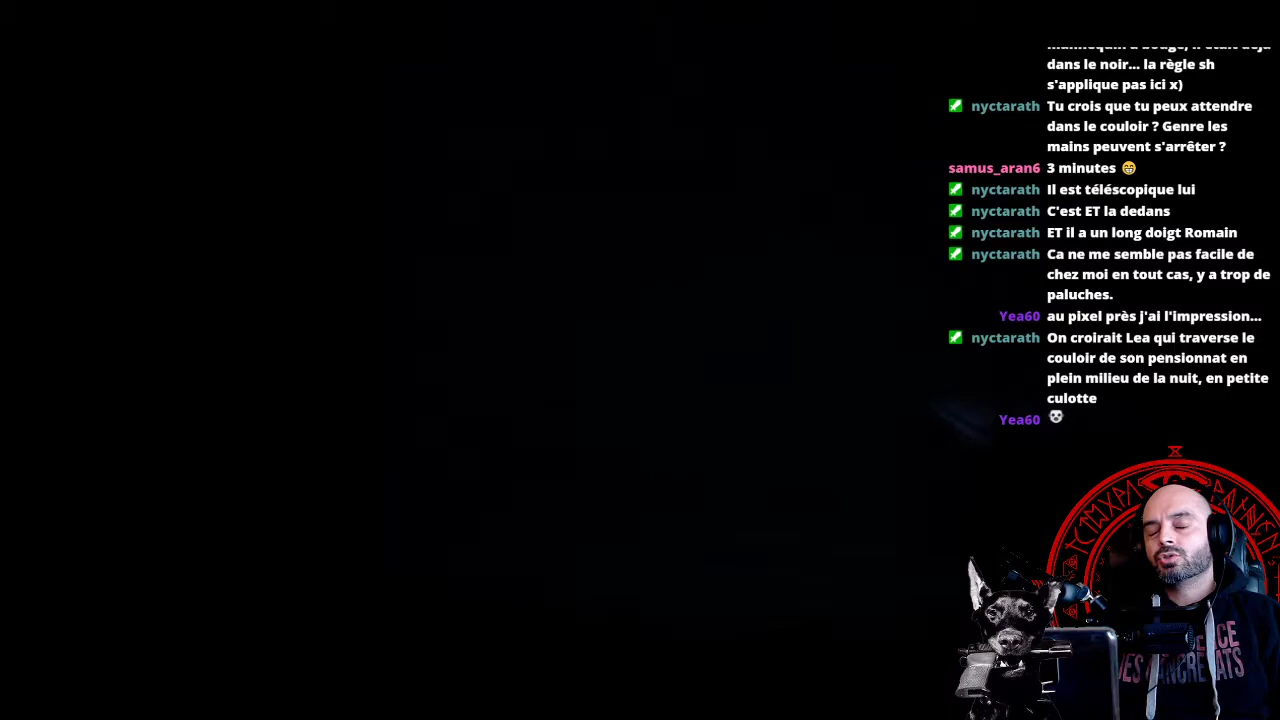 dans le noir... la règle sh
s'applique pas ici x)
nyctarath Tu crois que tu peux attendre
dans le couloir ? Genre les
mains peuvent s'arrêter ?
samus_aran6 3 minutes 😁
nyctarath Il est téléscopique lui
nyctarath C'est ET la dedans
nyctarath ET il a un long doigt Romain
nyctarath Ca ne me semble pas facile de
chez moi en tout cas, y a trop de
paluches.
Yea60 au pixel près j'ai l'impression...
nyctarath On croirait Lea qui traverse le
couloir de son pensionnat en
plein milieu de la nuit, en petite
culotte
Yea60